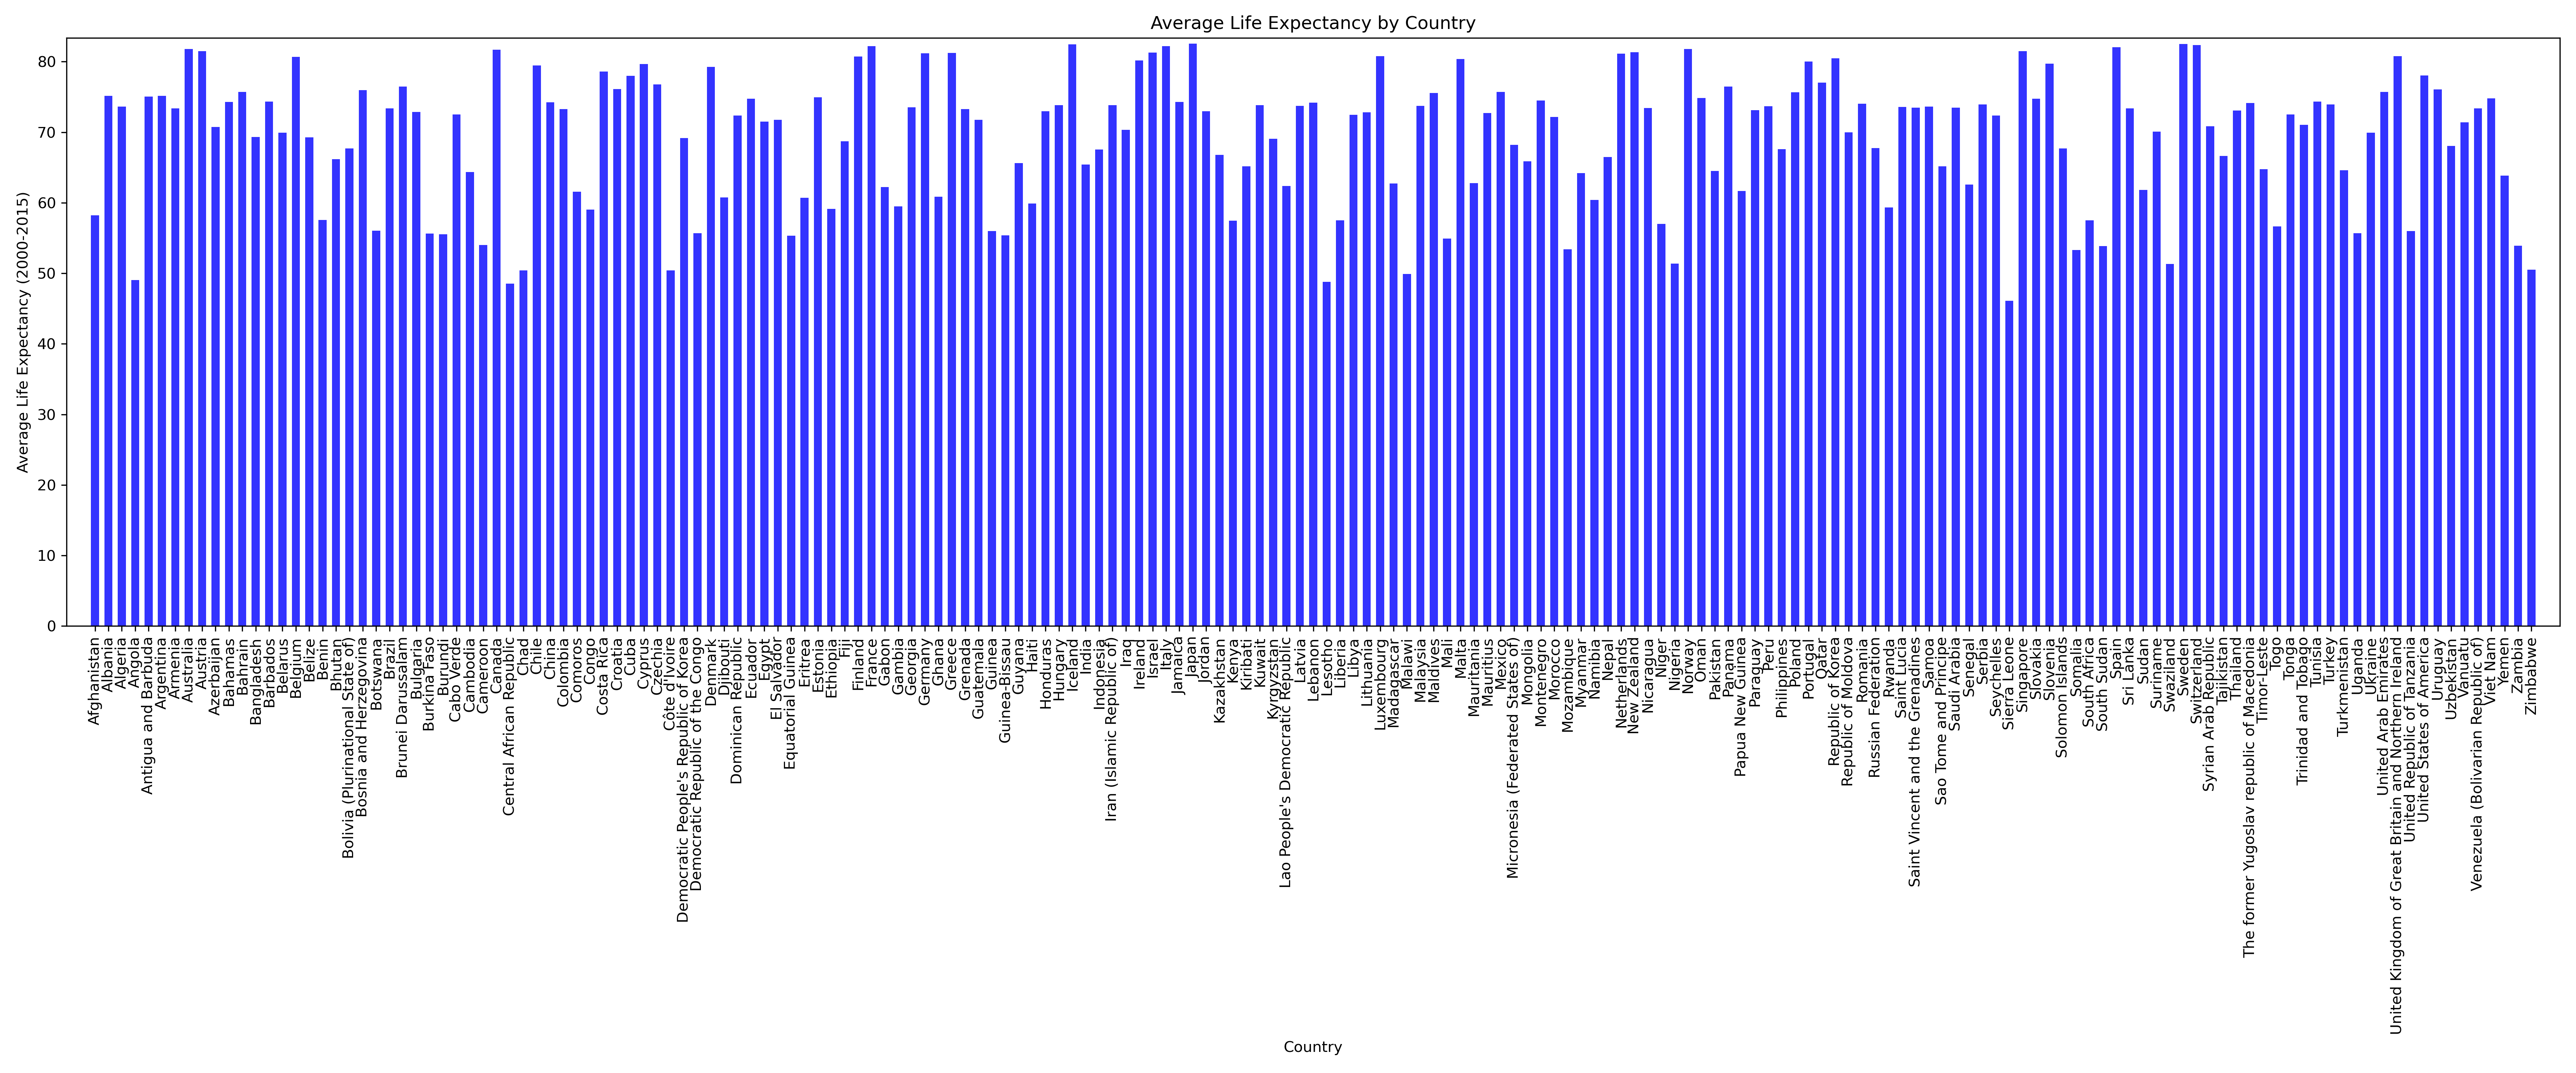 Average Life Expectancy by Country
Average Life Expectancy (2000-2015)
80
70
60
50
40
30
20
10
0
Afghanistan
Albania
Algeria
Angola
Antigua and Barbuda
Argentina
Armenia
Australia
Austria
Azerbaijan
Bahamas
Bahrain
Bangladesh
Barbados
Belarus
Belgium
Belize
Benin
Bhutan
Bolivia (Plurinational State of)
Bosnia and Herzegovina
Botswana
Brazil
Brunei Darussalam
Bulgaria
Burkina Faso
Burundi
Cabo Verde
Cambodia
Cameroon
Canada
Central African Republic
Chad
Chile
China
Colombia
Comoros
Congo
Costa Rica
Croatia
Cuba
Cyprus
Czechia
Côte d'Ivoire
Democratic People's Republic of Korea
Democratic Republic of the Congo
Denmark
Djibouti
Dominican Republic
Ecuador
Egypt
El Salvador
Equatorial Guinea
Eritrea
Estonia
Ethiopia
Fiji
Finland
France
Gabon
Gambia
Georgia
Germany
Ghana
Greece
Grenada
Guatemala
Guinea
Guinea-Bissau
Guyana
Haiti
Honduras
Hungary
Iceland
India
Indonesia
Iran (Islamic Republic of)
Iraq
Ireland
Israel
Italy
Jamaica
Japan
Jordan
Kazakhstan
Kenya
Kiribati
Kuwait
Kyrgyzstan
Lao People's Democratic Republic
Latvia
Lebanon
Lesotho
Liberia
Libya
Lithuania
Luxembourg
Madagascar
Malawi
Malaysia
Maldives
Mali
Malta
Mauritania
Mauritius
Mexico
Micronesia (Federated States of)
Mongolia
Montenegro
Morocco
Mozambique
Myanmar
Namibia
Nepal
Netherlands
New Zealand
Nicaragua
Niger
Nigeria
Norway
Oman
Pakistan
Panama
Papua New Guinea
Paraguay
Peru
Philippines
Poland
Portugal
Qatar
Republic of Korea
Republic of Moldova
Romania
Russian Federation
Rwanda
Saint Lucia
Saint Vincent and the Grenadines
Samoa
Sao Tome and Principe
Saudi Arabia
Senegal
Serbia
Seychelles
Sierra Leone
Singapore
Slovakia
Slovenia
Solomon Islands
Somalia
South Africa
South Sudan
Spain
Sri Lanka
Sudan
Suriname
Swaziland
Sweden
Switzerland
Syrian Arab Republic
Tajikistan
Thailand
The former Yugoslav republic of Macedonia
Timor-Leste
Togo
Tonga
Trinidad and Tobago
Tunisia
Turkey
Turkmenistan
Uganda
Ukraine
United Arab Emirates
United Kingdom of Great Britain and Northern Ireland
United Republic of Tanzania
United States of America
Uruguay
Uzbekistan
Vanuatu
Venezuela (Bolivarian Republic of)
Viet Nam
Yemen
Zambia
Zimbabwe
Country